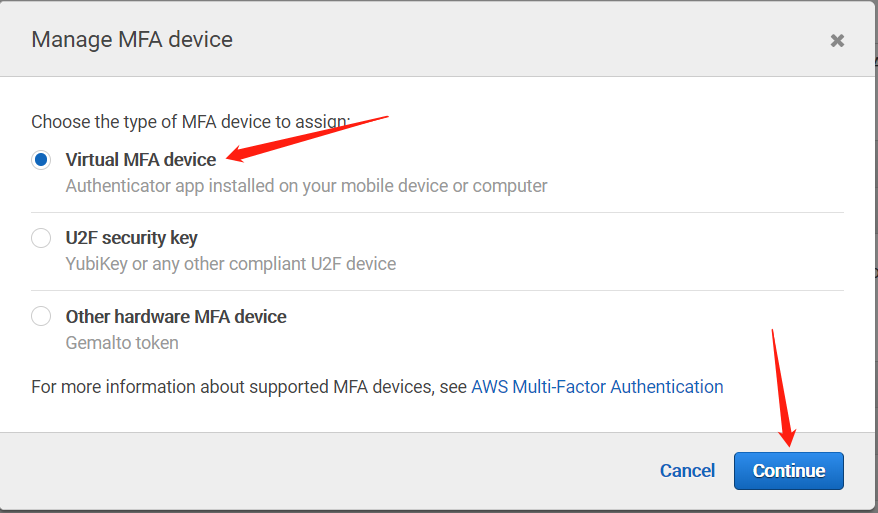 Manage MFA device
Choose the type of MFA device to assign:
Virtual MFA device
Authenticator app installed on your mobile device or computer
U2F security key
YubiKey or any other compliant U2F device
Other hardware MFA device
Gemalto token
For more information about supported MFA devices, see AWS Multi-Factor Authentication
Cancel Continue